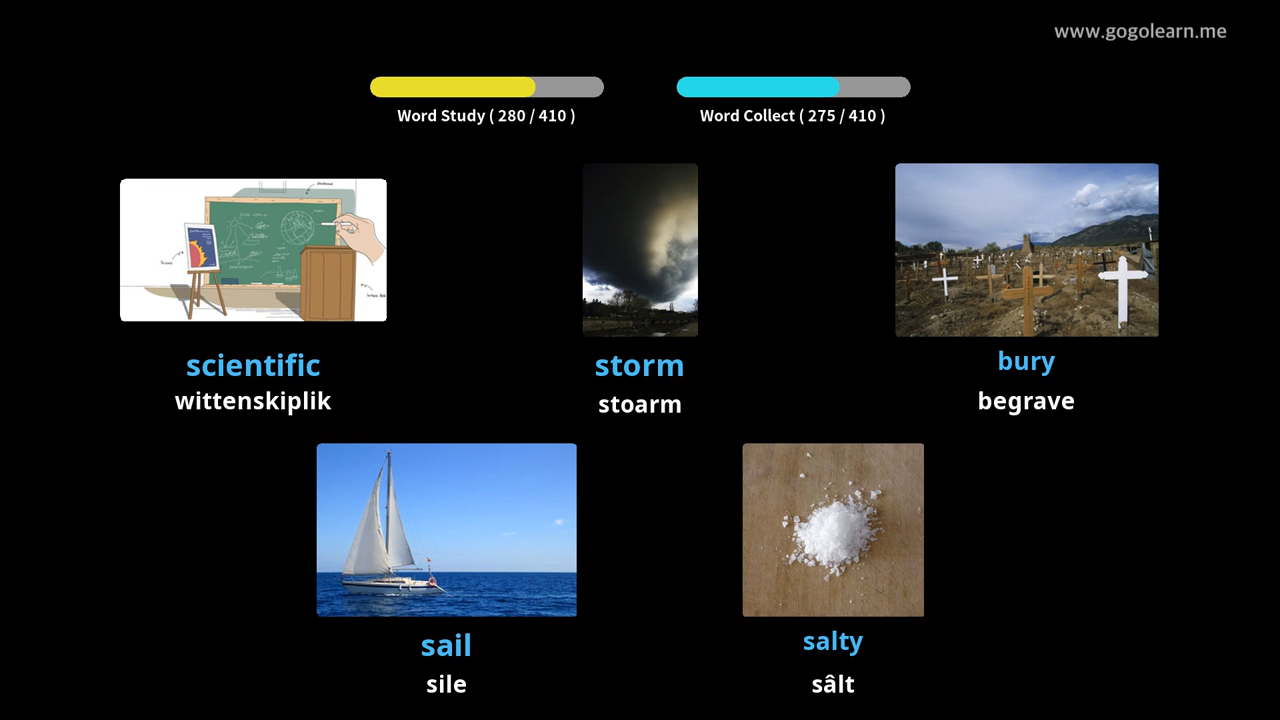 www.gogolearn.me
Word Study ( 280 / 410 )
Word Collect ( 275 / 410 )
scientific
wittenskiplik
storm
stoarm
bury
begrave
sail
sile
salty
sâlt